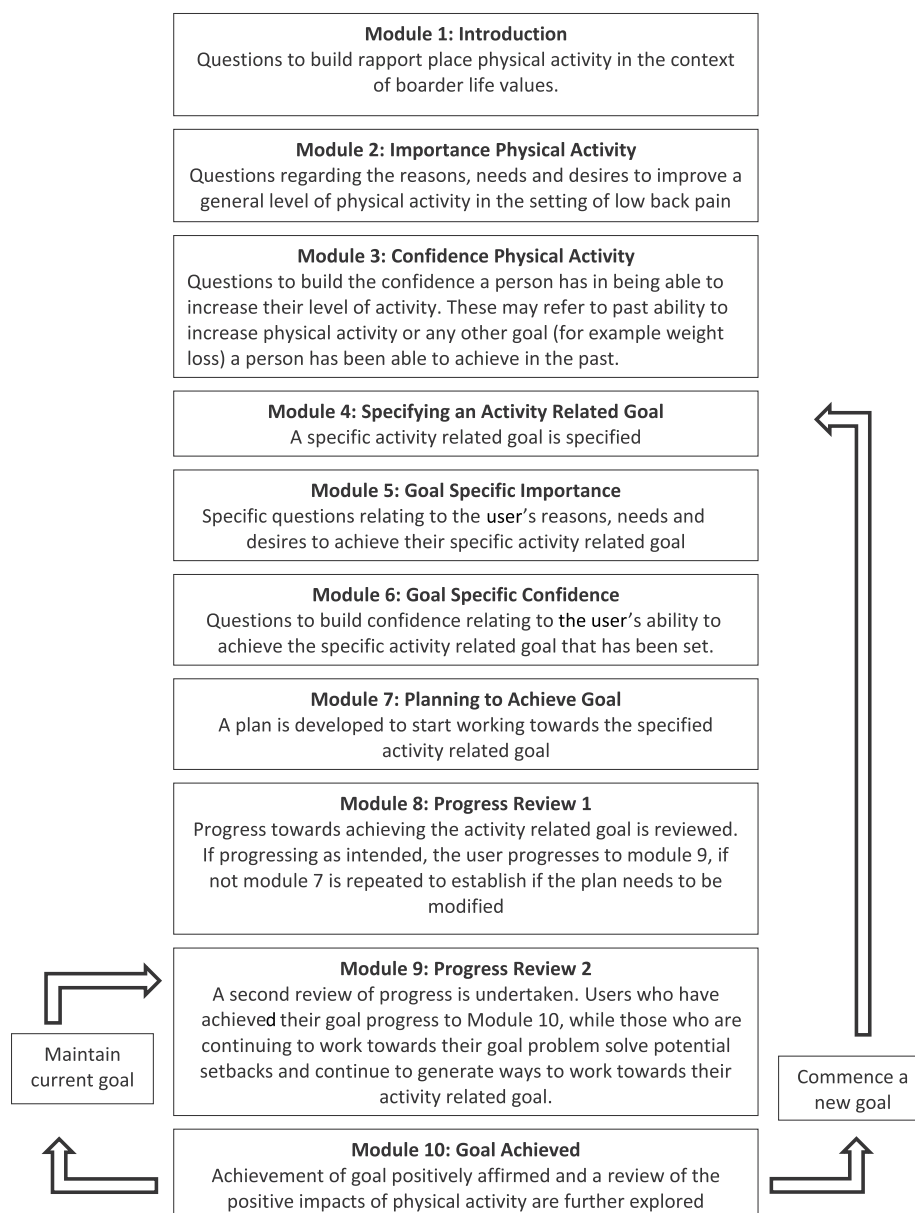 Module 1: Introduction
Questions to build rapport place physical activity in the context
of boarder life values.
Module 2: Importance Physical Activity
Questions regarding the reasons, needs and desires to improve a
general level of physical activity in the setting of low back pain
Module 3: Confidence Physical Activity
Questions to build the confidence a person has in being able to
increase their level of activity. These may refer to past ability to
increase physical activity or any other goal (for example weight
loss) a person has been able to achieve in the past.
Module 4: Specifying an Activity Related Goal
A specific activity related goal is specified
Module 5: Goal Specific Importance
Specific questions relating to the user's reasons, needs and
desires to achieve their specific activity related goal
Module 6: Goal Specific Confidence
Questions to build confidence relating to the user's ability to
achieve the specific activity related goal that has been set.
Module 7: Planning to Achieve Goal
A plan is developed to start working towards the specified
activity related goal
Module 8: Progress Review 1
Progress towards achieving the activity related goal is reviewed.
If progressing as intended, the user progresses to module 9, if
not module 7 is repeated to establish if the plan needs to be
modified
Module 9: Progress Review 2
A second review of progress is undertaken. Users who have
achieved their goal progress to Module 10, while those who are
continuing to work towards their goal problem solve potential
setbacks and continue to generate ways to work towards their
activity related goal.
Maintain
current goal
Commence a
new goal
Module 10: Goal Achieved
Achievement of goal positively affirmed and a review of the
positive impacts of physical activity are further explored